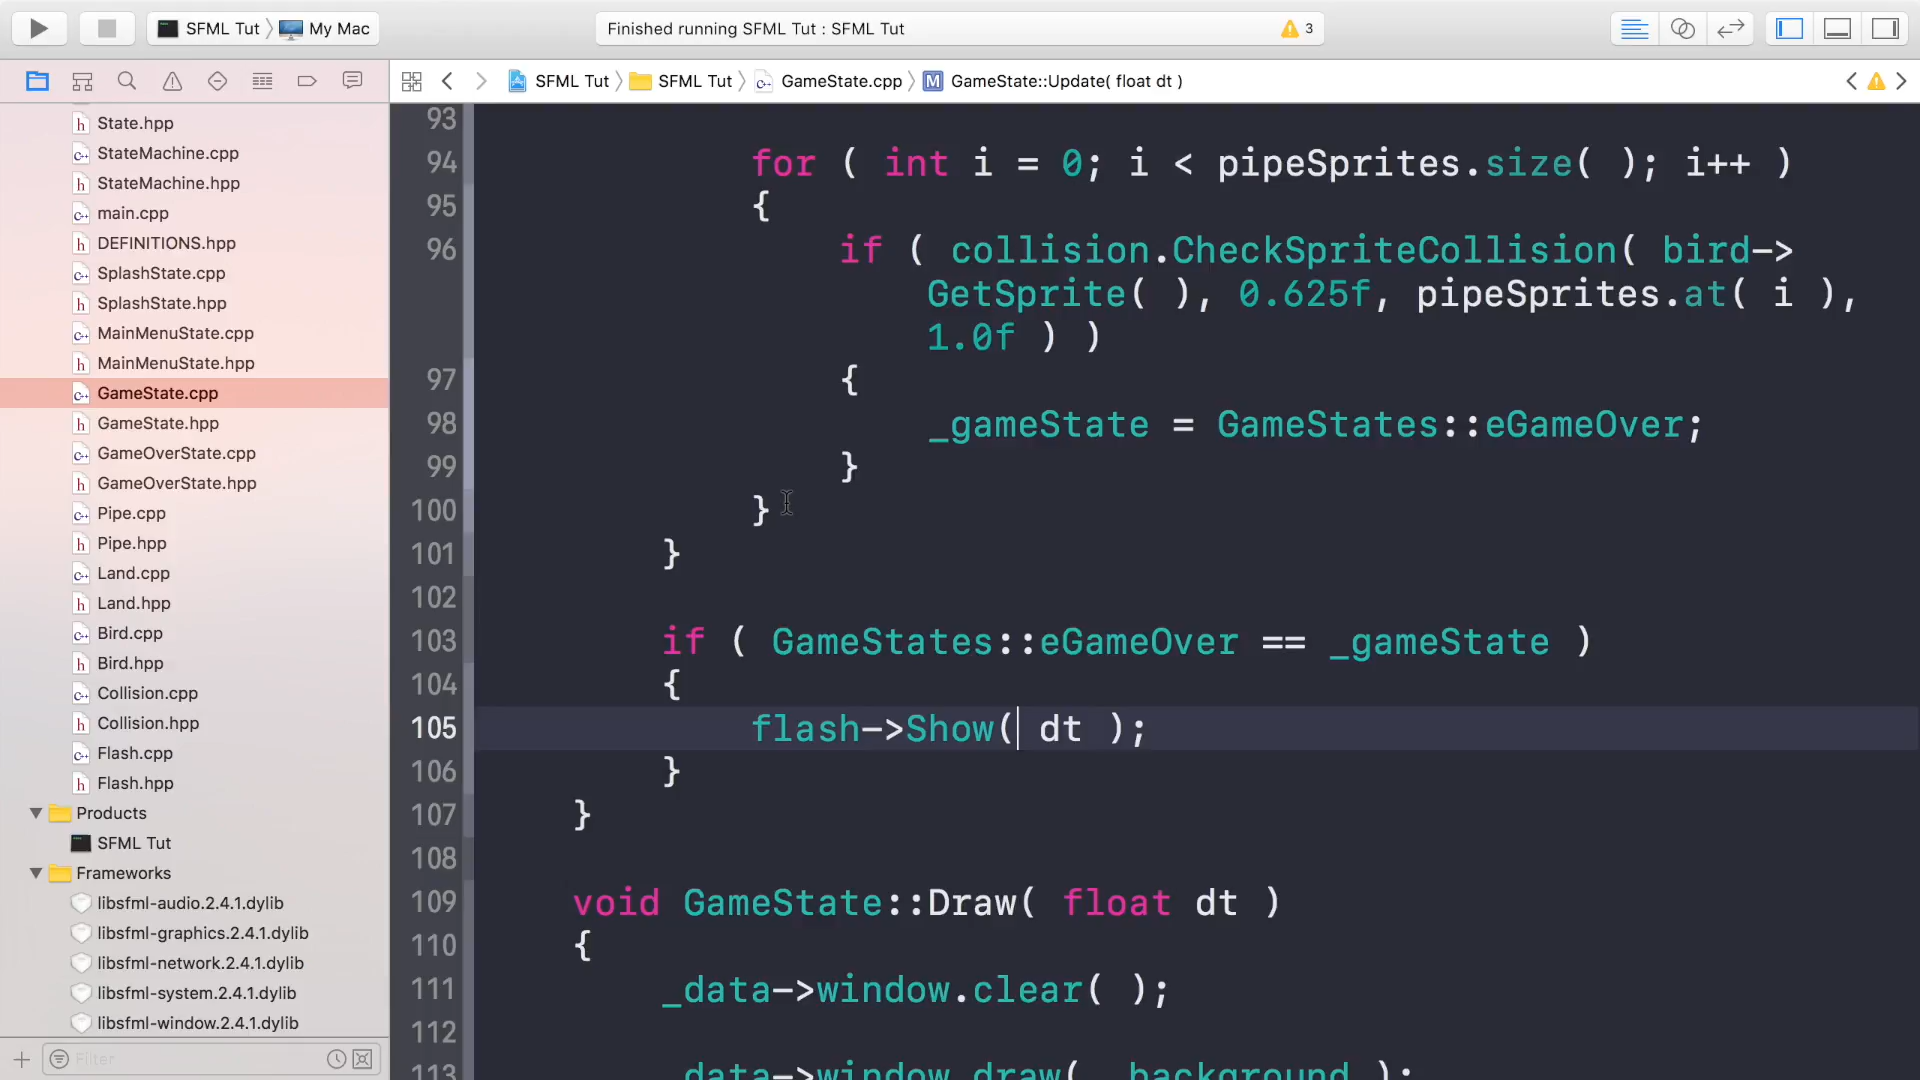 SFML Tut
My Mac
Finished running SFML Tut : SFML Tut
3
SFML Tut
SFML Tut
GameState.cpp
M
GameState::Update( float dt )
State.hpp
StateMachine.cpp
StateMachine.hpp
main.cpp
DEFINITIONS.hpp
SplashState.cpp
SplashState.hpp
MainMenuState.cpp
MainMenuState.hpp
GameState.cpp
GameState.hpp
GameOverState.cpp
GameOverState.hpp
Pipe.cpp
Pipe.hpp
Land.cpp
Land.hpp
Bird.cpp
Bird.hpp
Collision.cpp
Collision.hpp
Flash.cpp
Flash.hpp
Products
SFML Tut
Frameworks
libsfml-audio.2.4.1.dylib
libsfml-graphics.2.4.1.dylib
libsfml-network.2.4.1.dylib
libsfml-system.2.4.1.dylib
libsfml-window.2.4.1.dylib
Filter
93
94 for ( int i = 0; i < pipeSprites.size( ); i++ )
95 {
96 if ( collision.CheckSpriteCollision( bird->
GetSprite( ), 0.625f, pipeSprites.at( i ),
1.0f ) )
97 {
98 _gameState = GameStates::eGameOver;
99 }
100 }
101 }
102
103 if ( GameStates::eGameOver == _gameState )
104 {
105 flash->Show( dt );
106 }
107 }
108
109 void GameState::Draw( float dt )
110 {
111 _data->window.clear( );
112
113 _data->window.draw( _background );